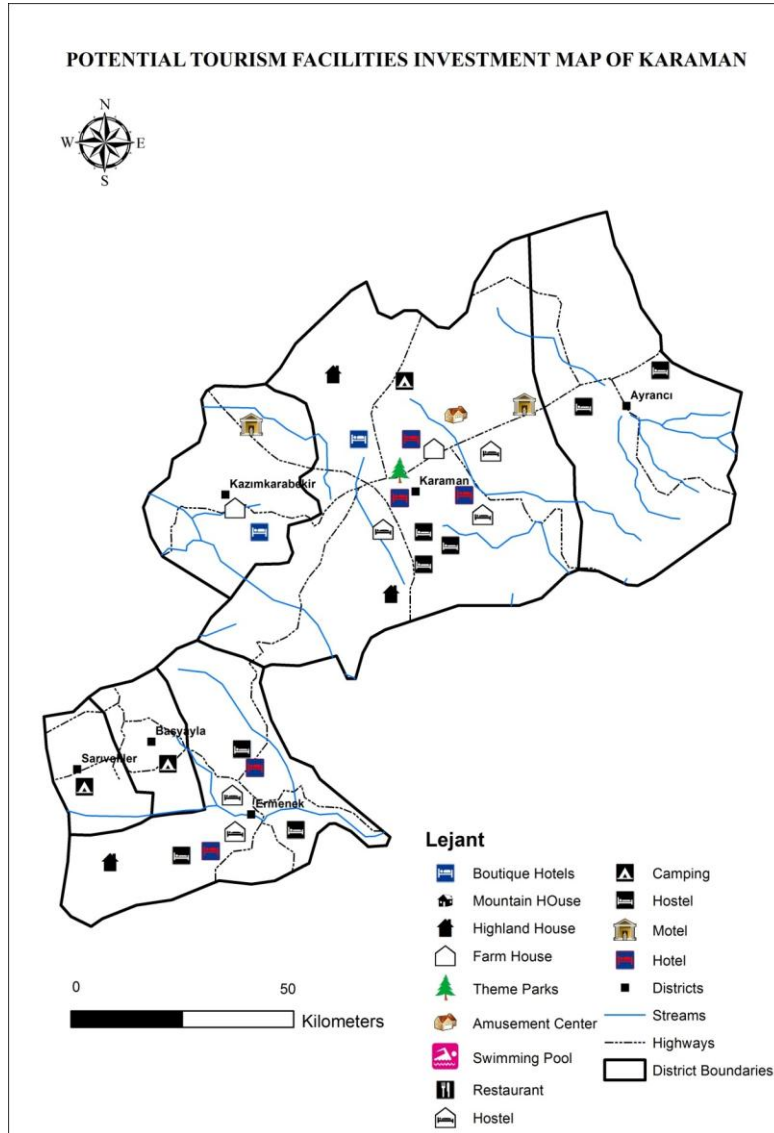 POTENTIAL TOURISM FACILITIES INVESTMENT MAP OF KARAMAN
N
W E
S
Ayrancı
Kazımkarabekir
Karaman
Başyayla
Sarıveliler
Ermenek
Lejant
Boutique Hotels
Mountain HOuse
Highland House
Farm House
Theme Parks
Amusement Center
Swimming Pool
Restaurant
Hostel
Camping
Hostel
Motel
Hotel
Districts
Streams
Highways
District Boundaries
0 50
Kilometers